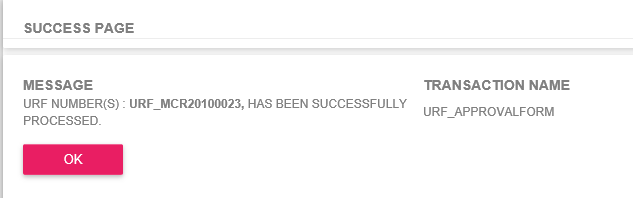 SUCCESS PAGE
MESSAGE
URF NUMBER(S) : URF_MCR20100023, HAS BEEN SUCCESSFULLY
PROCESSED.
OK
TRANSACTION NAME
URF_APPROVALFORM